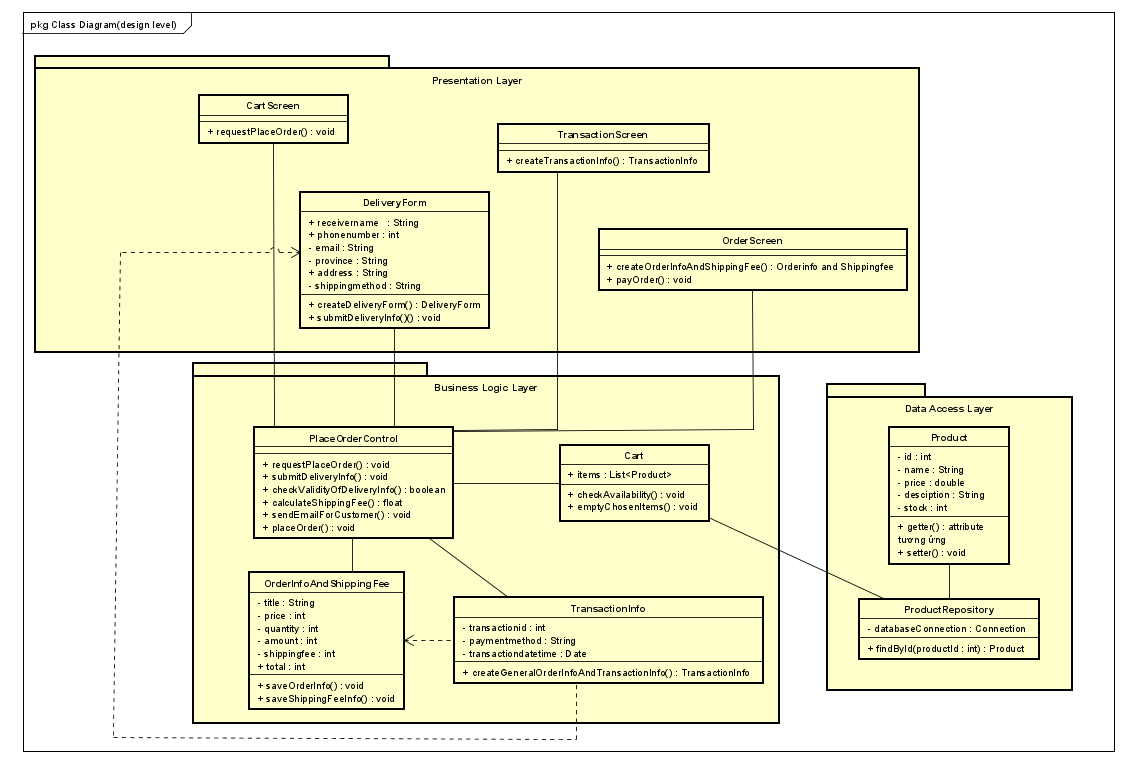 pkg Class Diagram(design level)
Presentation Layer
CartScreen
+ requestPlaceOrder() : void
TransactionScreen
+ createTransactionInfo() : TransactionInfo
DeliveryForm
+ receivername : String
+ phonenumber : int
- email : String
- province : String
+ address : String
- shippingmethod : String
+ createDeliveryForm() : DeliveryForm
+ submitDeliveryInfo()() : void
OrderScreen
+ createOrderInfoAndShippingFee() : Orderinfo and Shippingfee
+ payOrder() : void
Business Logic Layer
PlaceOrderControl
+ requestPlaceOrder() : void
+ submitDeliveryInfo() : void
+ checkValidityOfDeliveryInfo() : boolean
+ calculateShippingFee() : float
+ sendEmailForCustomer() : void
+ placeOrder() : void
Cart
+ items : List<Product>
+ checkAvailability() : void
+ emptyChosenItems() : void
OrderInfoAndShippingFee
- title : String
- price : int
- quantity : int
- amount : int
- shippingfee : int
+ total : int
+ saveOrderInfo() : void
+ saveShippingFeeInfo() : void
TransactionInfo
- transactionid : int
- paymentmethod : String
- transactiondatetime : Date
+ createGeneralOrderInfoAndTransactionInfo() : TransactionInfo
Data Access Layer
Product
- id : int
- name : String
- price : double
- desciption : String
- stock : int
+ getter() : attribute
tương ứng
+ setter() : void
ProductRepository
- databaseConnection : Connection
+ findById(productId : int) : Product